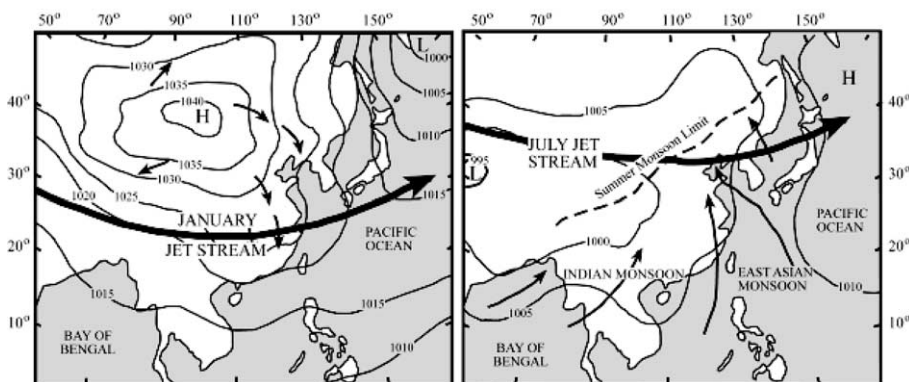 50° 70° 90° 110° 130° 150°
L
1000
1030
1035
1040
H
1005
40°
1010
1035
30°
1030
1020
1025
1015
JANUARY
JET STREAM
20°
PACIFIC
OCEAN
1015
1015
10°
BAY OF
BENGAL
1010
50° 70° 90° 110° 130° 150°
H
1005
40°
JULY JET
STREAM
Summer Monsoon Limit
995
L
30°
PACIFIC
OCEAN
1000
20°
INDIAN MONSOON
EAST ASIAN
MONSOON
1010
1005
10°
BAY OF
BENGAL